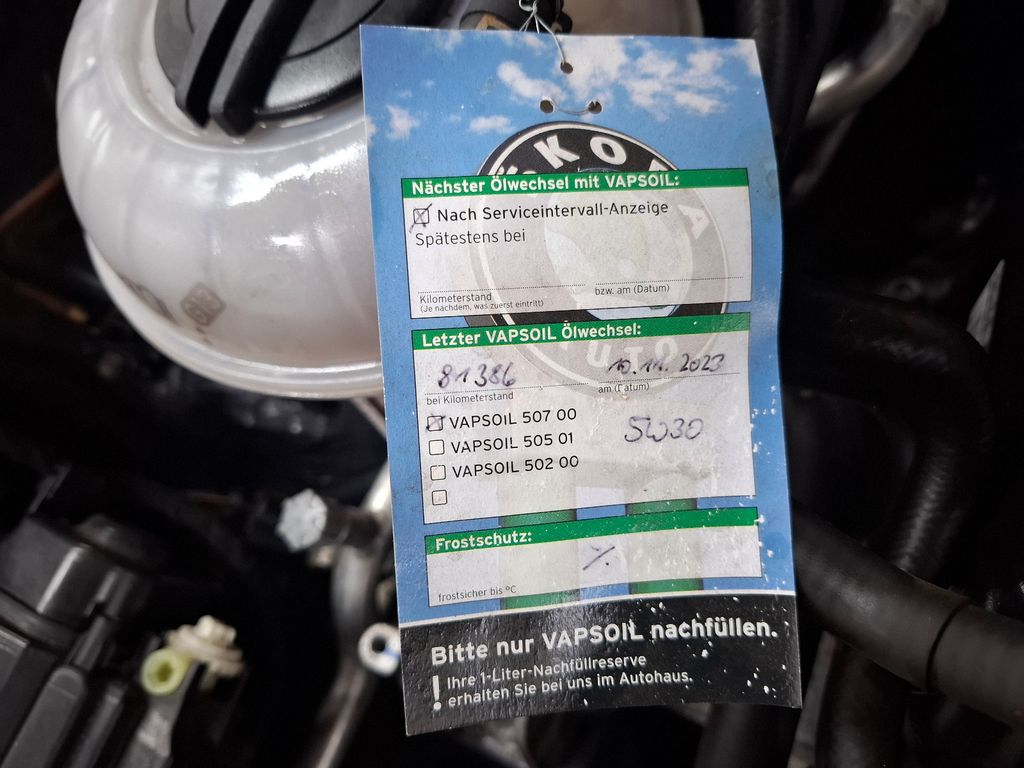 ŠKODA
AUTO
Nächster Ölwechsel mit VAPSOIL:
Nach Serviceintervall-Anzeige
Spätestens bei
Kilometerstand
bzw. am (Datum)
(Je nachdem, was zuerst eintritt)
Letzter VAPSOIL Ölwechsel:
81386 10.11.2023
bei Kilometerstand
am (Datum)
VAPSOIL 507 00
5W30
VAPSOIL 505 01
VAPSOIL 502 00
Frostschutz:
frostsicher bis °C
Bitte nur VAPSOIL nachfüllen.
! Ihre 1-Liter-Nachfüllreserve
erhalten Sie bei uns im Autohaus.